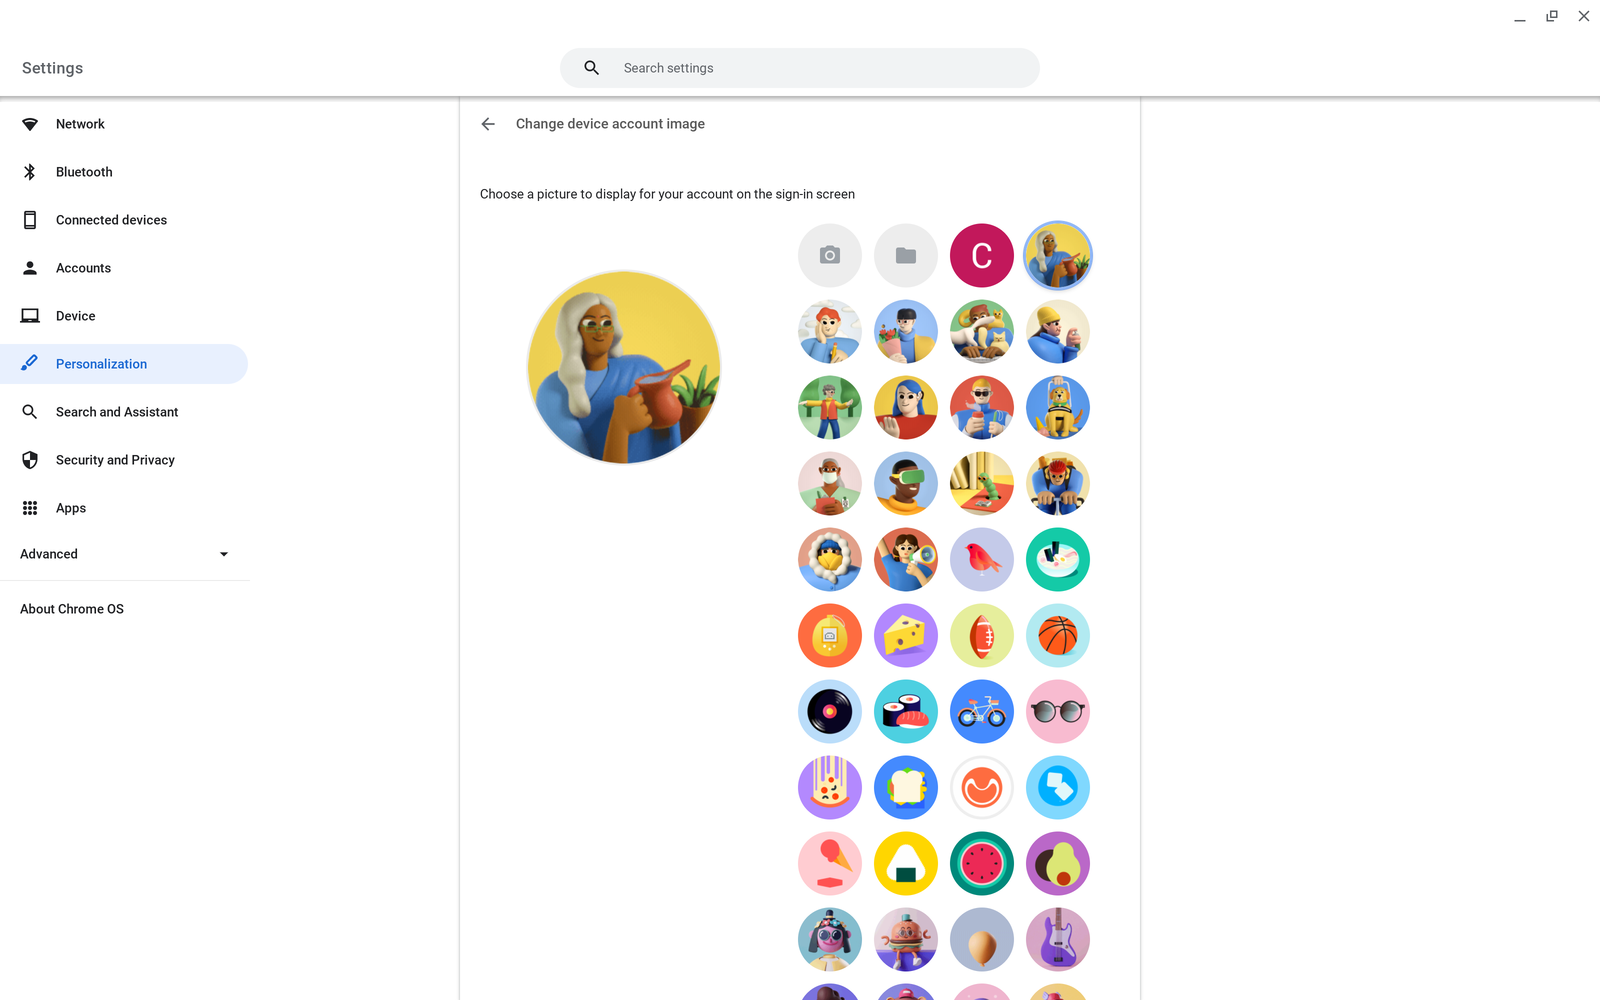 Settings
Search settings
Network
Bluetooth
Connected devices
Accounts
Device
Personalization
Search and Assistant
Security and Privacy
Apps
Advanced
About Chrome OS
Change device account image
Choose a picture to display for your account on the sign-in screen
C